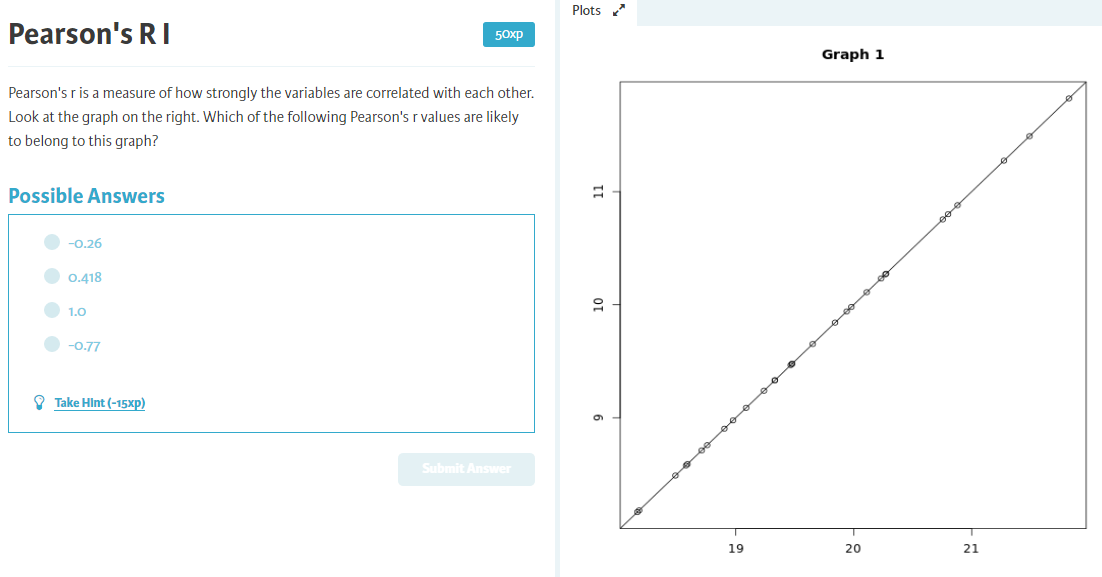 Pearson's R I
50xp
Pearson's r is a measure of how strongly the variables are correlated with each other.
Look at the graph on the right. Which of the following Pearson's r values are likely
to belong to this graph?
Possible Answers
-0.26
0.418
1.0
-0.77
Take Hint (-15xp)
Submit Answer
Plots
Graph 1
11
10
9
19 20 21